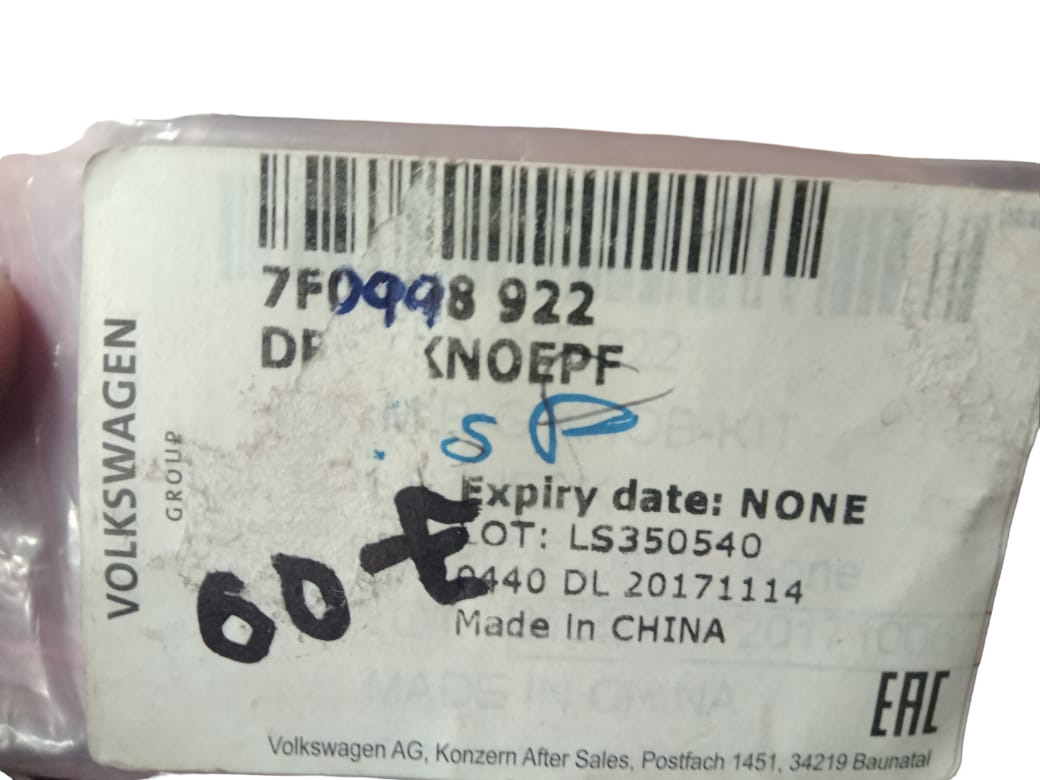 7F0998 922
KNOEPF
SP
Expiry date: NONE
LOT: LS350540
0440 DL 20171114
Made in CHINA
60-E
VOLKSWAGEN
GROUP
EAC
Volkswagen AG, Konzern After Sales, Postfach 1451, 34219 Baunatal